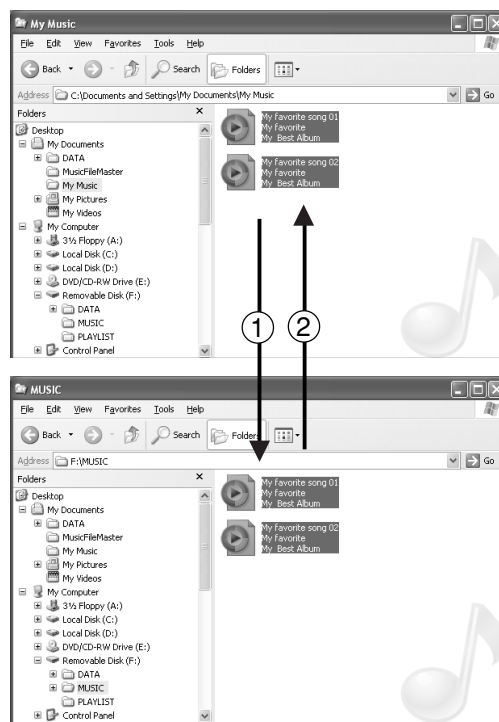 My Music
File Edit View Favorites Tools Help
Back Search Folders
Address C:\Documents and Settings\My Documents\My Music Go
Folders ×
Desktop
My Documents
DATA
MusicFileMaster
My Music
My Pictures
My Videos
My Computer
3½ Floppy (A:)
Local Disk (C:)
Local Disk (D:)
DVD/CD-RW Drive (E:)
Removable Disk (F:)
DATA
MUSIC
PLAYLIST
Control Panel
My favorite song 01
My favorite
My Best Album
My favorite song 02
My favorite
My Best Album
1 2
MUSIC
File Edit View Favorites Tools Help
Back Search Folders
Address F:\MUSIC Go
Folders ×
Desktop
My Documents
DATA
MusicFileMaster
My Music
My Pictures
My Videos
My Computer
3½ Floppy (A:)
Local Disk (C:)
Local Disk (D:)
DVD/CD-RW Drive (E:)
Removable Disk (F:)
DATA
MUSIC
PLAYLIST
Control Panel
My favorite song 01
My favorite
My Best Album
My favorite song 02
My favorite
My Best Album